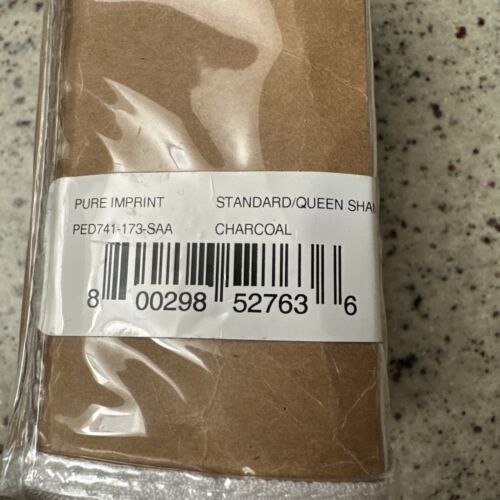 PURE IMPRINT STANDARD/QUEEN SHAM
PED741-173-SAA CHARCOAL
8 00298 52763 6